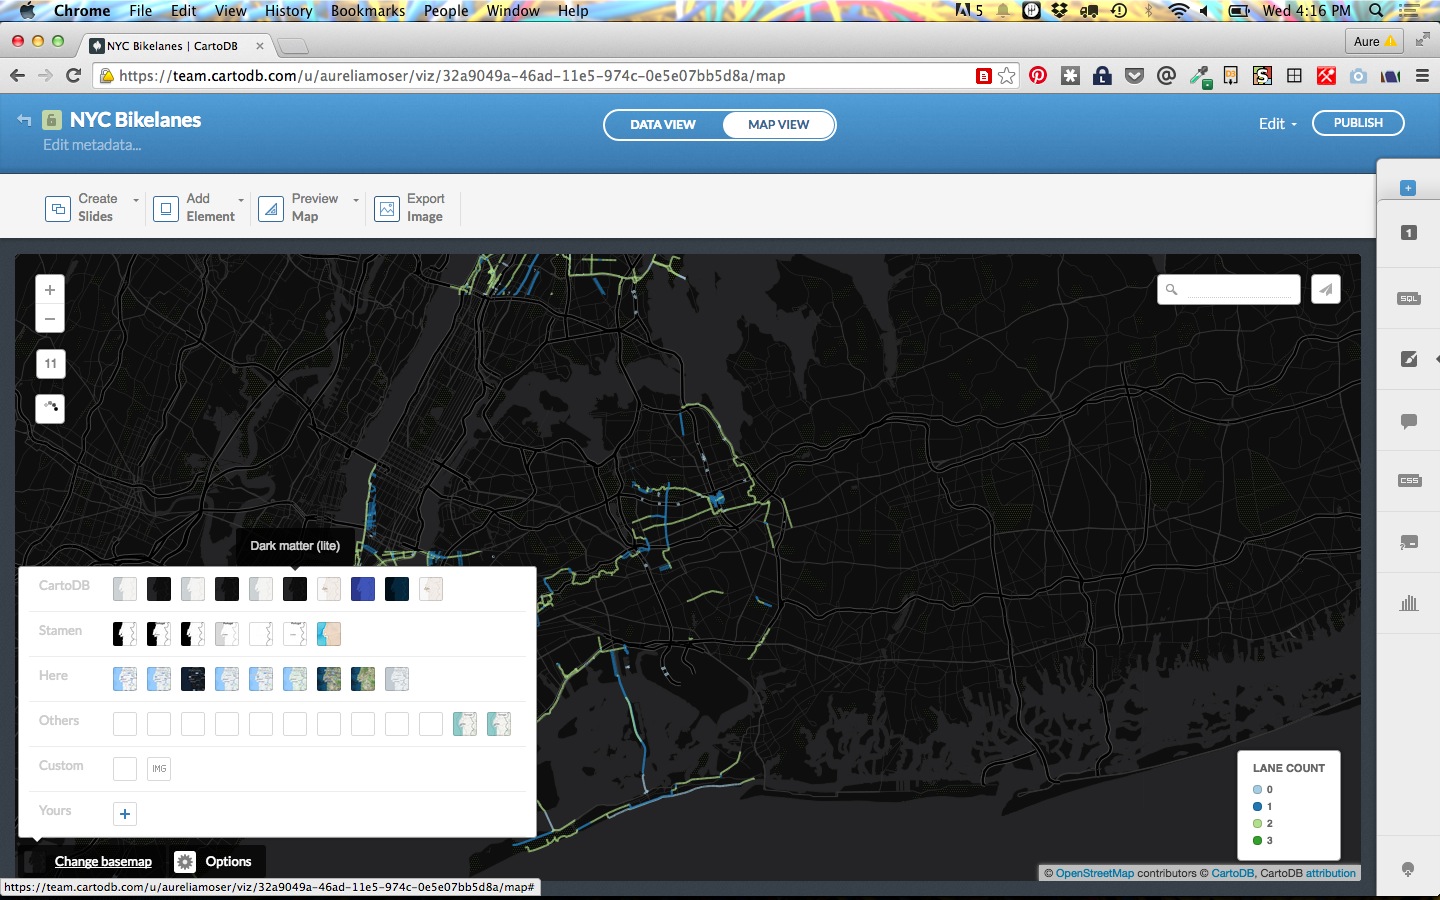 Chrome File Edit View History Bookmarks People Window Help 5 Wed 4:16 PM
NYC Bikelanes | CartoDB Aure
https://team.cartodb.com/u/aureliamoser/viz/32a9049a-46ad-11e5-974c-0e5e07bb5d8a/map
NYC Bikelanes
Edit metadata...
DATA VIEW MAP VIEW
Edit PUBLISH
Create Slides
Add Element
Preview Map
Export Image
1
SQL
CSS
11
Dark matter (lite)
CartoDB
Stamen
Here
Others
Custom IMG
Yours
Change basemap Options
LANE COUNT
0
1
2
3
© OpenStreetMap contributors © CartoDB, CartoDB attribution
https://team.cartodb.com/u/aureliamoser/viz/32a9049a-46ad-11e5-974c-0e5e07bb5d8a/map#